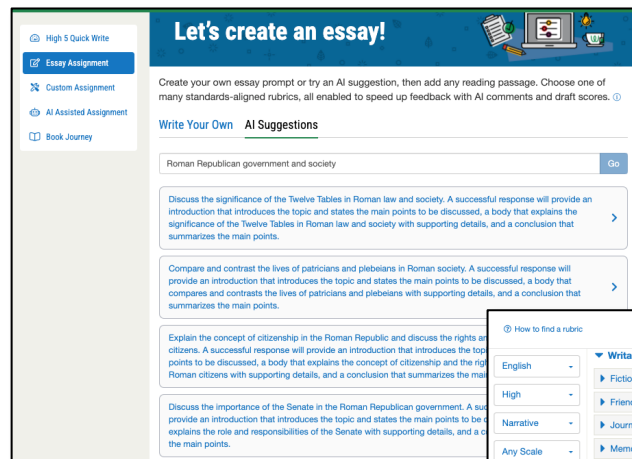 Let's create an essay!
High 5 Quick Write
Essay Assignment
Custom Assignment
AI Assisted Assignment
Book Journey
Create your own essay prompt or try an AI suggestion, then add any reading passage. Choose one of
many standards-aligned rubrics, all enabled to speed up feedback with AI comments and draft scores.
Write Your Own AI Suggestions
Roman Republican government and society Go
Discuss the significance of the Twelve Tables in Roman law and society. A successful response will provide an
introduction that introduces the topic and states the main points to be discussed, a body that explains the
significance of the Twelve Tables in Roman law and society with supporting details, and a conclusion that
summarizes the main points.
Compare and contrast the lives of patricians and plebeians in Roman society. A successful response will
provide an introduction that introduces the topic and states the main points to be discussed, a body that
compares and contrasts the lives of patricians and plebeians with supporting details, and a conclusion that
summarizes the main points.
Explain the concept of citizenship in the Roman Republic and discuss the rights an
citizens. A successful response will provide an introduction that introduces the topi
points to be discussed, a body that explains the concept of citizenship and the righ
Roman citizens with supporting details, and a conclusion that summarizes the mai
Discuss the importance of the Senate in the Roman Republican government. A suc
provide an introduction that introduces the topic and states the main points to be d
explains the role and responsibilities of the Senate with supporting details, and a c
the main points.
How to find a rubric
English
High
Narrative
Any Scale
Writa
Fictio
Frienc
Journ
Memo